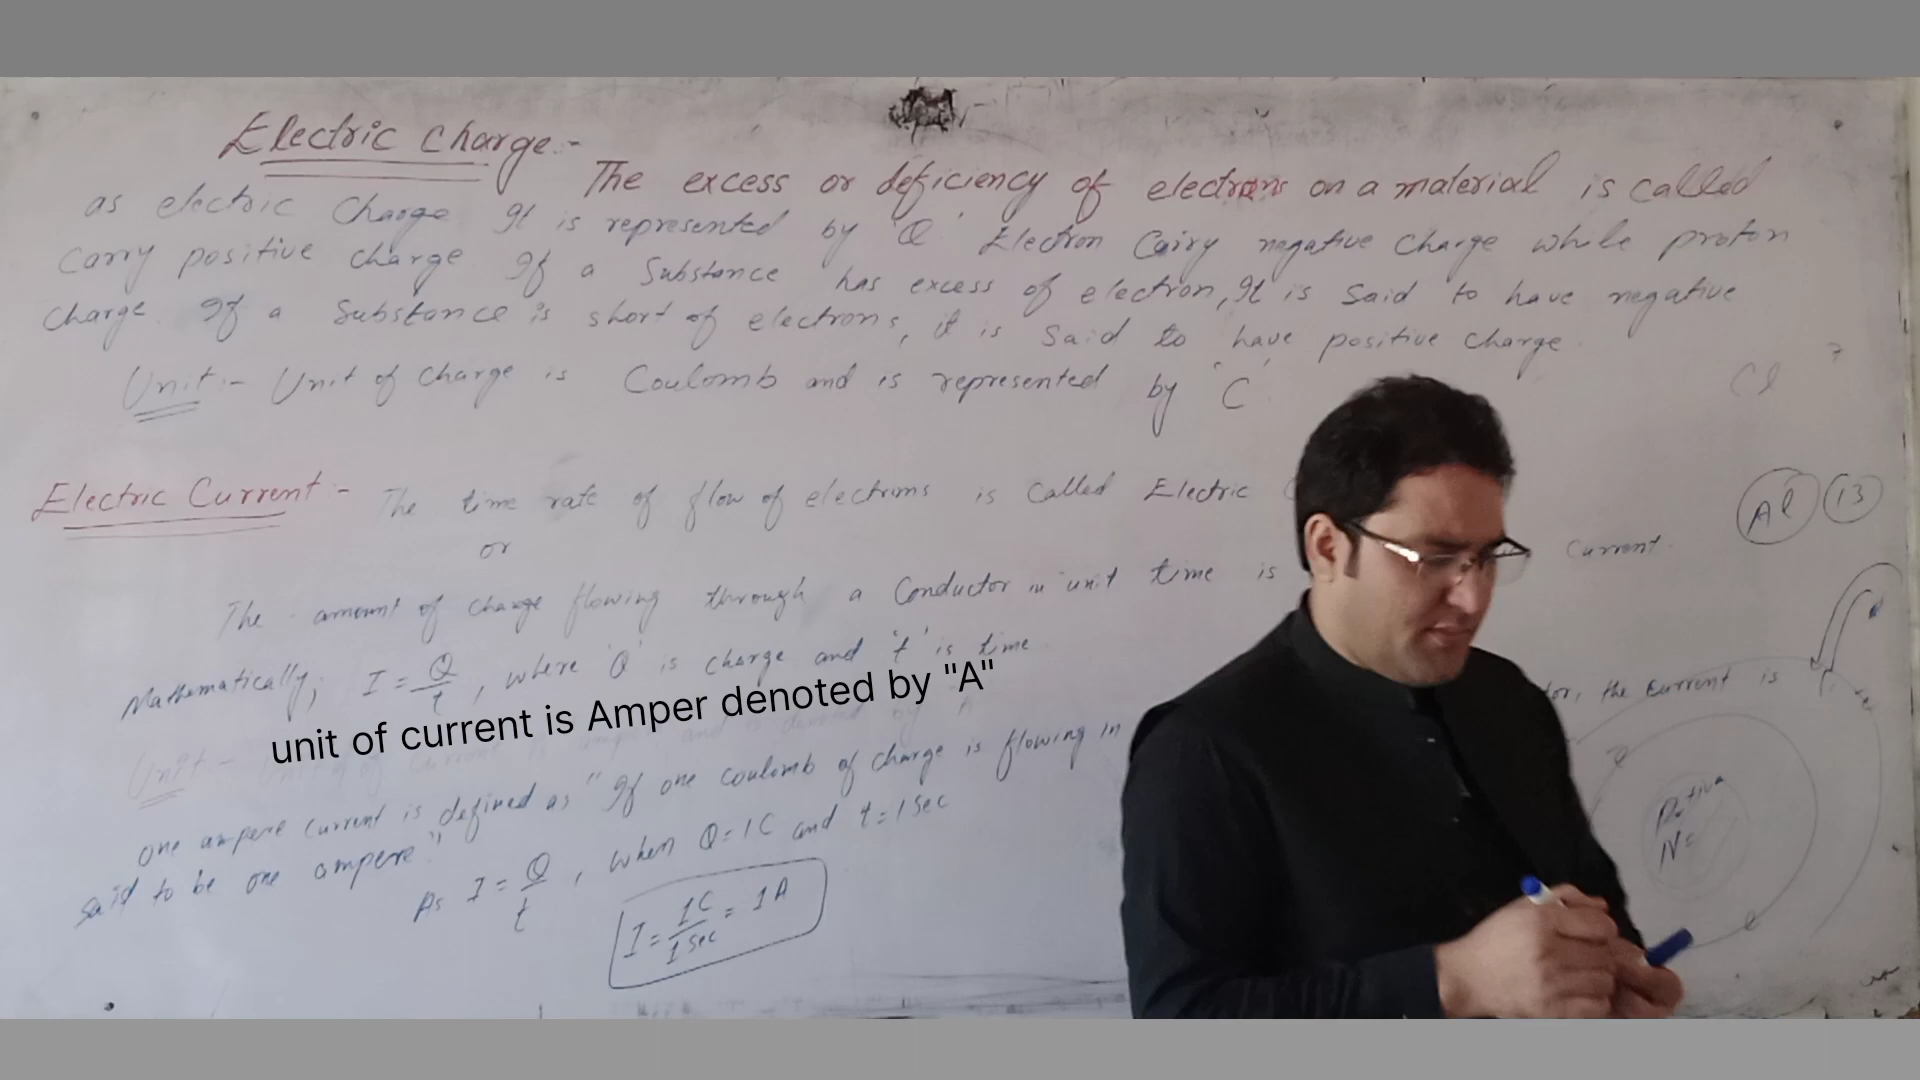 Electric Charge:-
The excess or deficiency of electrons on a material is called
as electric Charge It is represented by 'Q' Electron Carry negative Charge while proton
Carry positive charge If a Substance has excess of electron, It is Said to have negative
Charge. If a Substance is short of electrons, it is Said to have positive Charge.
Unit:- Unit of Charge is Coulomb and is represented by 'C'
Cl 7
Electric Current:- The time rate of flow of electrons is Called Electric
Al 13
or
The amount of charge flowing through a Conductor in unit time is Current.
Mathematically; I = Q/t, where 'Q' is charge and 't' is time
unit of current is Amper denoted by "A"
Unit:-
One ampere Current is defined as "If one Coulomb of charge is flowing in tor, the Current is
said to be one ampere"
As I = Q/t, when Q=1C and t=1Sec
I = 1C/1Sec = 1A